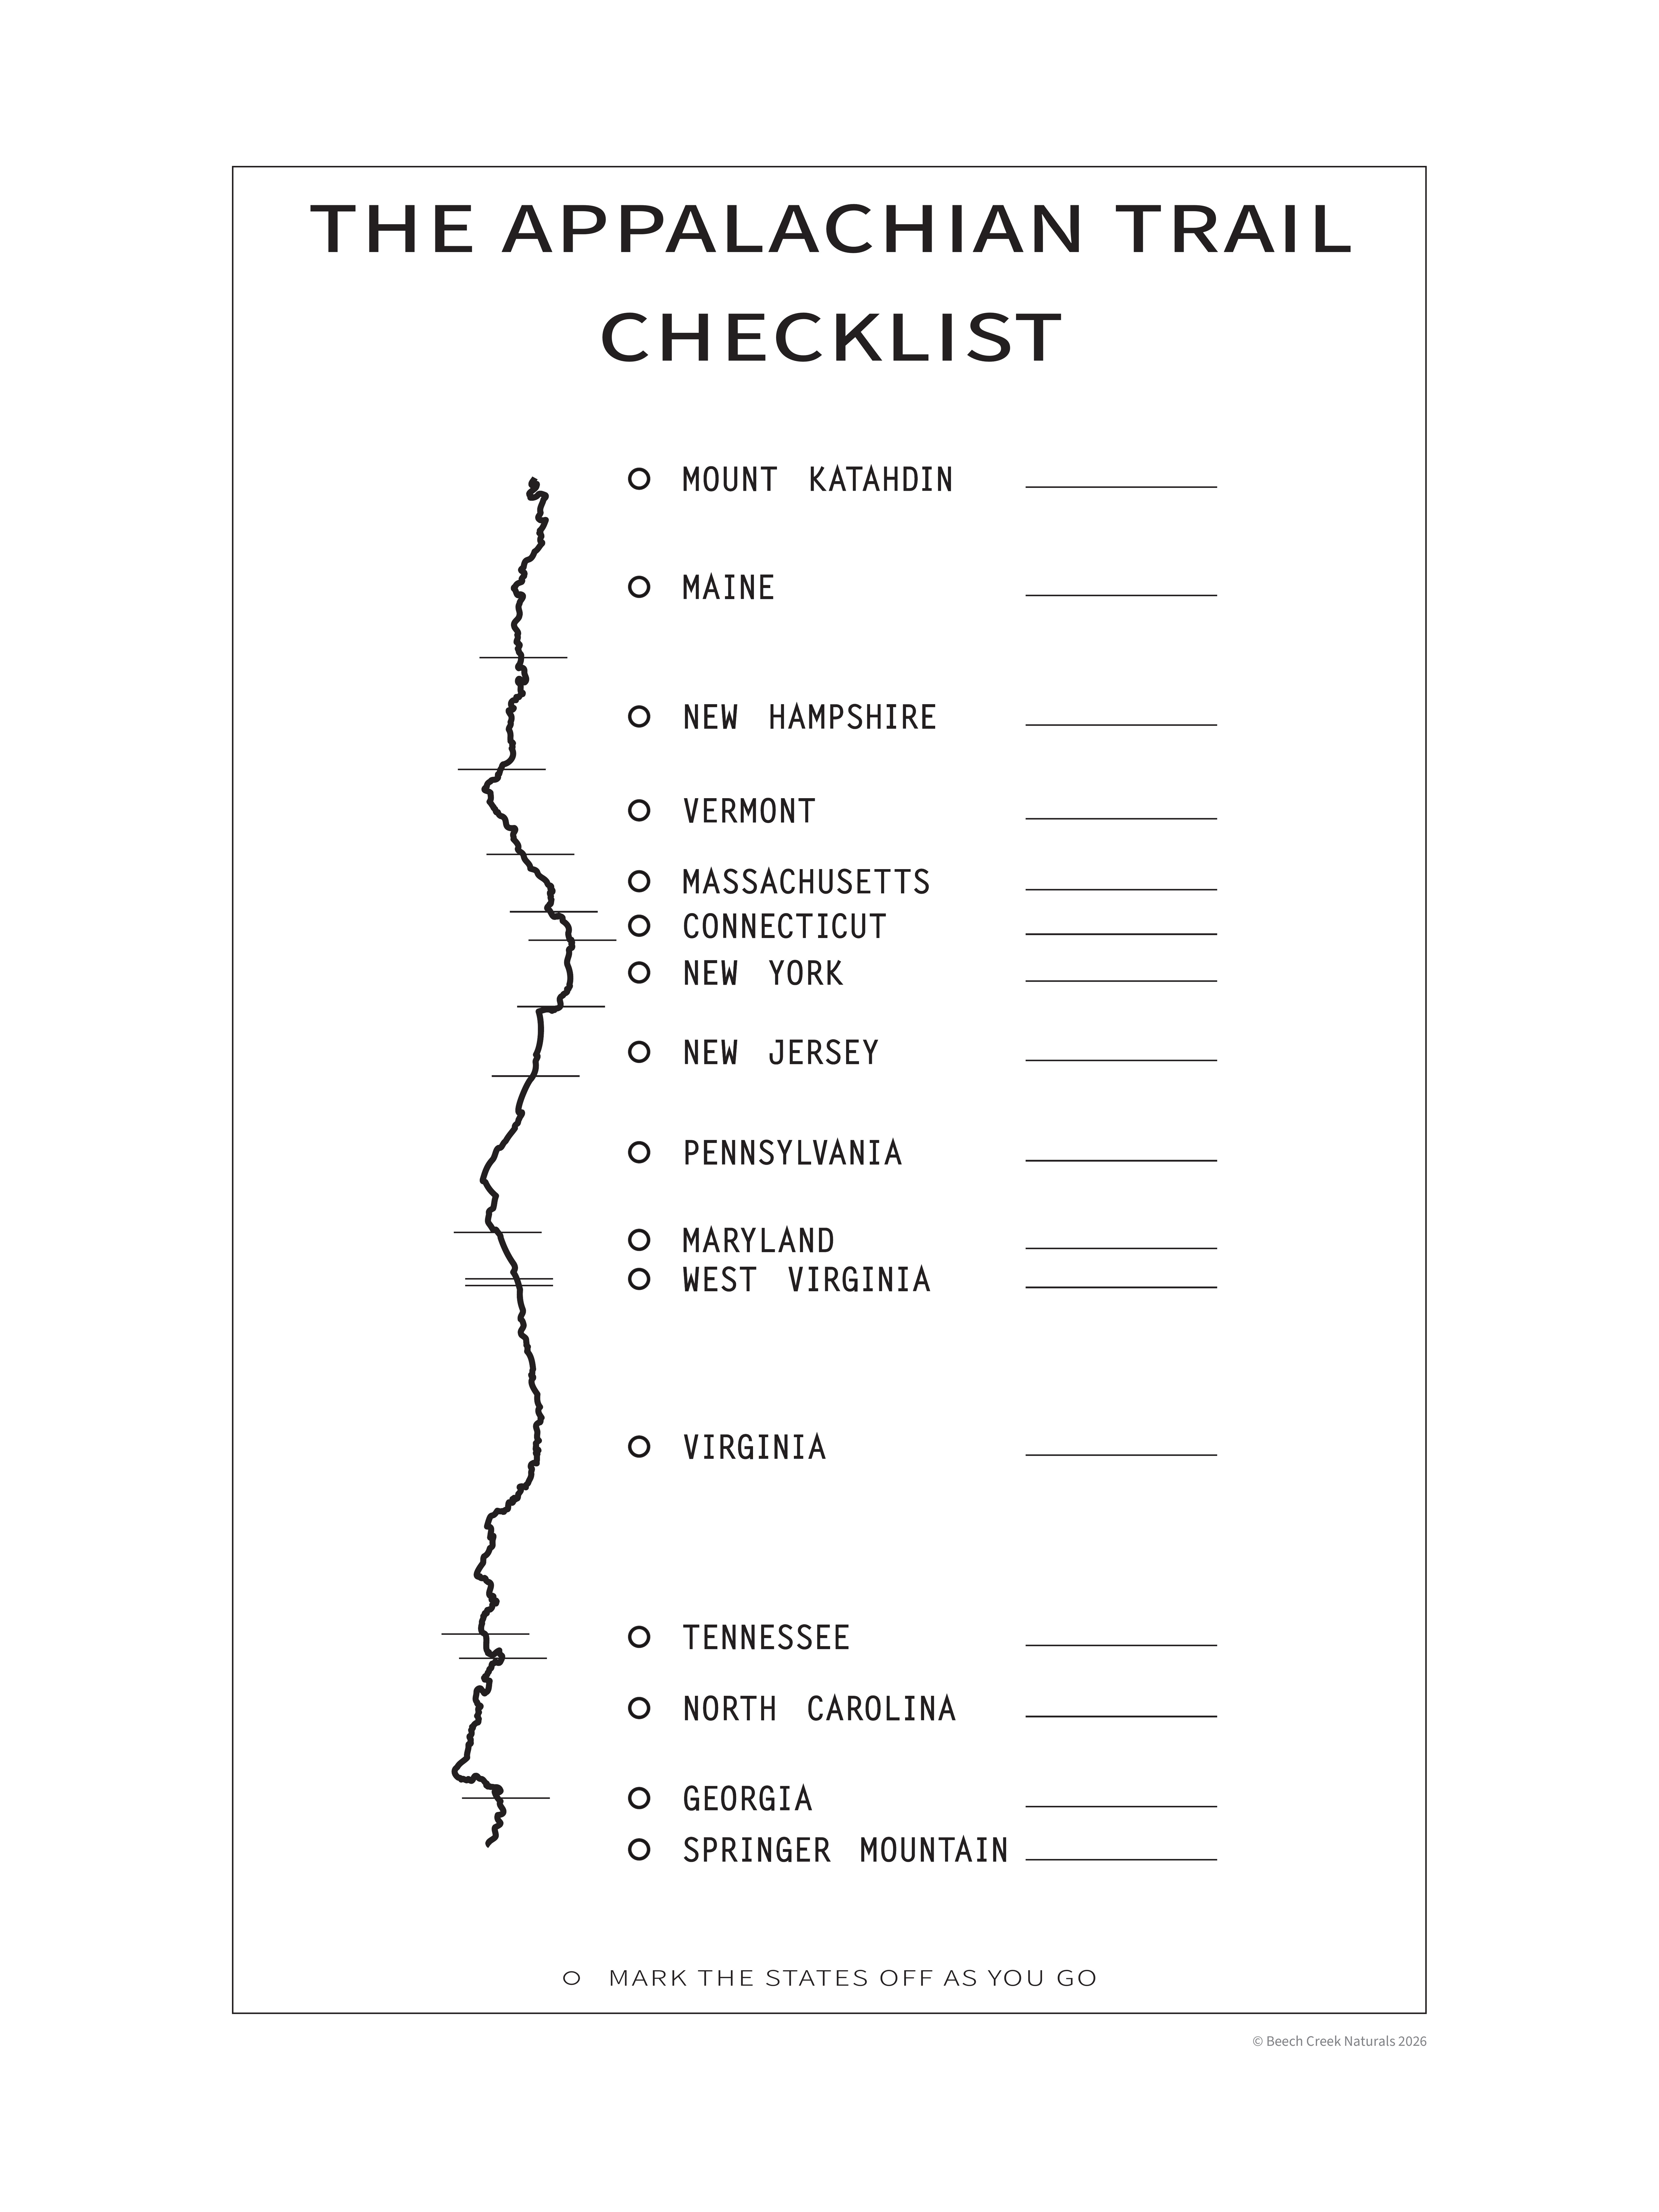 THE APPALACHIAN TRAIL
CHECKLIST
MOUNT KATAHDIN
MAINE
NEW HAMPSHIRE
VERMONT
MASSACHUSETTS
CONNECTICUT
NEW YORK
NEW JERSEY
PENNSYLVANIA
MARYLAND
WEST VIRGINIA
VIRGINIA
TENNESSEE
NORTH CAROLINA
GEORGIA
SPRINGER MOUNTAIN
MARK THE STATES OFF AS YOU GO
© Beech Creek Naturals 2026